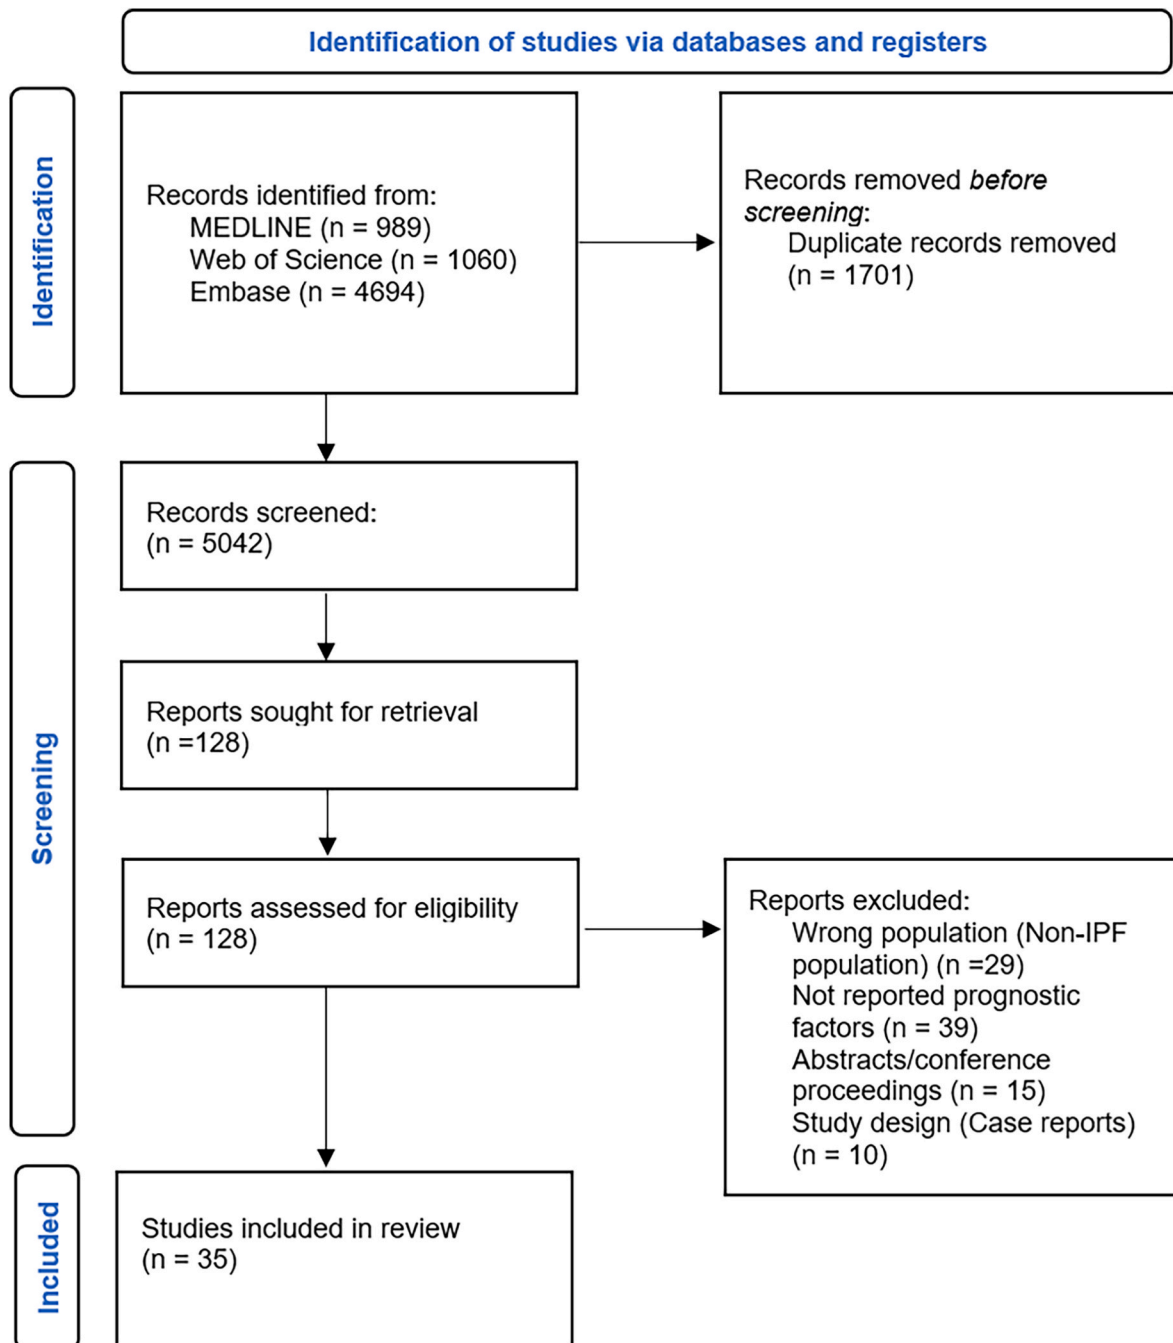 Identification of studies via databases and registers
Identification
Records identified from:
MEDLINE (n = 989)
Web of Science (n = 1060)
Embase (n = 4694)
Records removed before
screening:
Duplicate records removed
(n = 1701)
Screening
Records screened:
(n = 5042)
Reports sought for retrieval
(n =128)
Reports assessed for eligibility
(n = 128)
Reports excluded:
Wrong population (Non-IPF
population) (n =29)
Not reported prognostic
factors (n = 39)
Abstracts/conference
proceedings (n = 15)
Study design (Case reports)
(n = 10)
Included
Studies included in review
(n = 35)